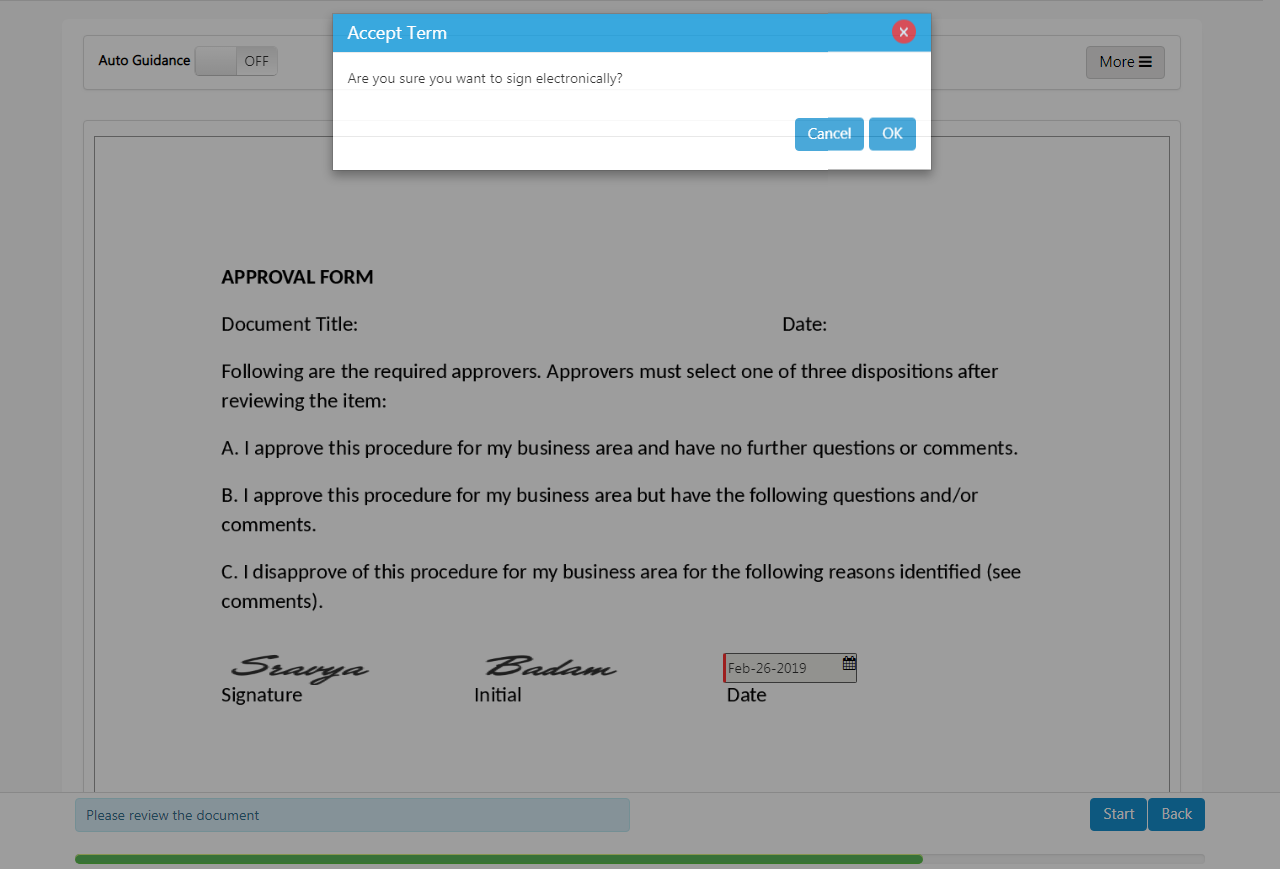 Accept Term
Auto Guidance OFF
Are you sure you want to sign electronically?
More
Cancel OK
APPROVAL FORM
Document Title: Date:
Following are the required approvers. Approvers must select one of three dispositions after
reviewing the item:
A. I approve this procedure for my business area and have no further questions or comments.
B. I approve this procedure for my business area but have the following questions and/or
comments.
C. I disapprove of this procedure for my business area for the following reasons identified (see
comments).
Sravya Badam Feb-26-2019
Signature Initial Date
Please review the document Start Back